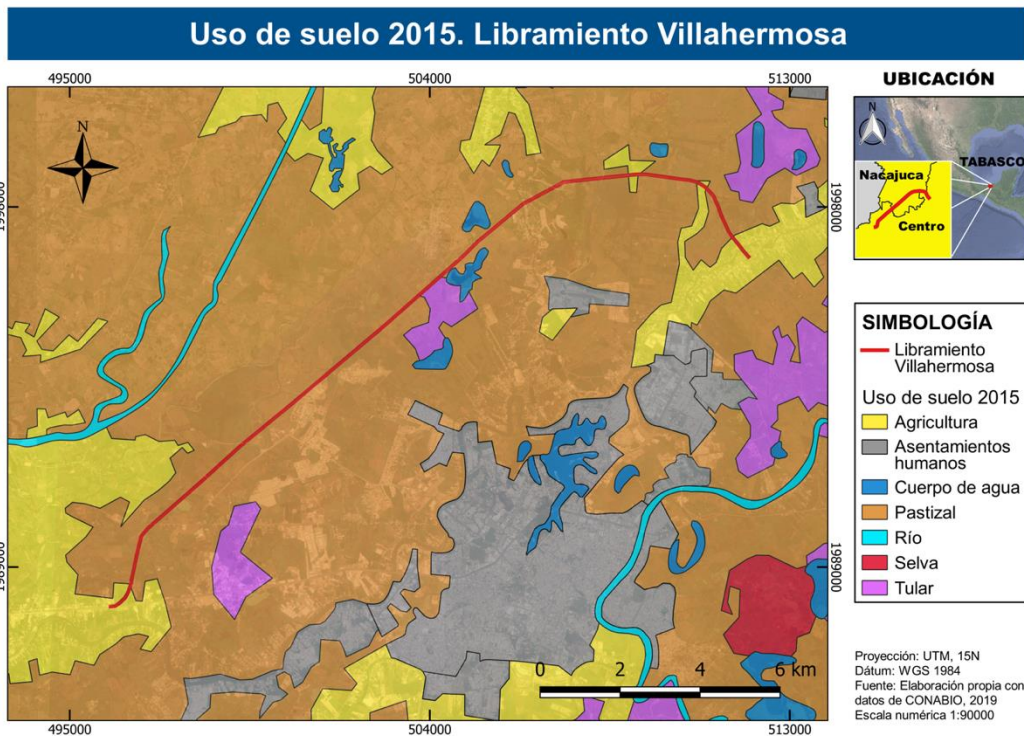 Uso de suelo 2015. Libramiento Villahermosa
495000
504000
513000
N
1998000
1998000
1989000
1989000
0 2 4 6 km
495000
504000
513000
UBICACIÓN
N
TABASCO
Nacajuca
Centro
SIMBOLOGÍA
Libramiento
Villahermosa
Uso de suelo 2015
Agricultura
Asentamientos
humanos
Cuerpo de agua
Pastizal
Río
Selva
Tular
Proyección: UTM, 15N
Dátum: WGS 1984
Fuente: Elaboración propia con
datos de CONABIO, 2019
Escala numérica 1:90000